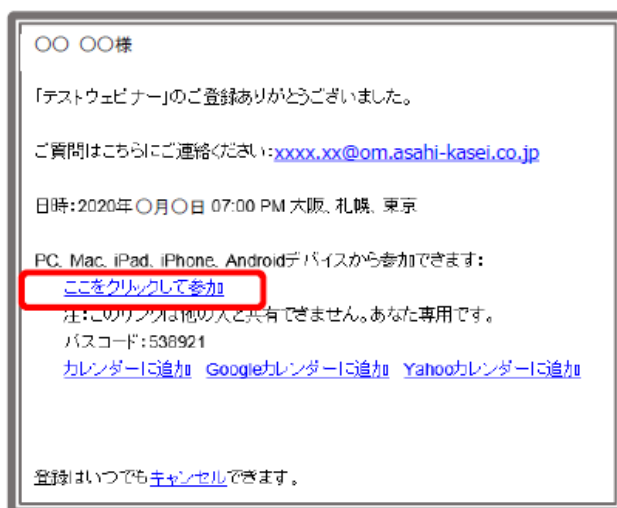 〇〇 〇〇様
「テストウェビナー」のご登録ありがとうございました。
ご質問はこちらにご連絡ください:xxxx.xx@om.asahi-kasei.co.jp
日時:2020年〇月〇日 07:00 PM 大阪、札幌、東京
PC、Mac、iPad、iPhone、Androidデバイスから参加できます:
ここをクリックして参加
注:このリンクは他の人と共有できません。あなた専用です。
パスコード:538921
カレンダーに追加 Googleカレンダーに追加 Yahooカレンダーに追加
登録はいつでもキャンセルできます。